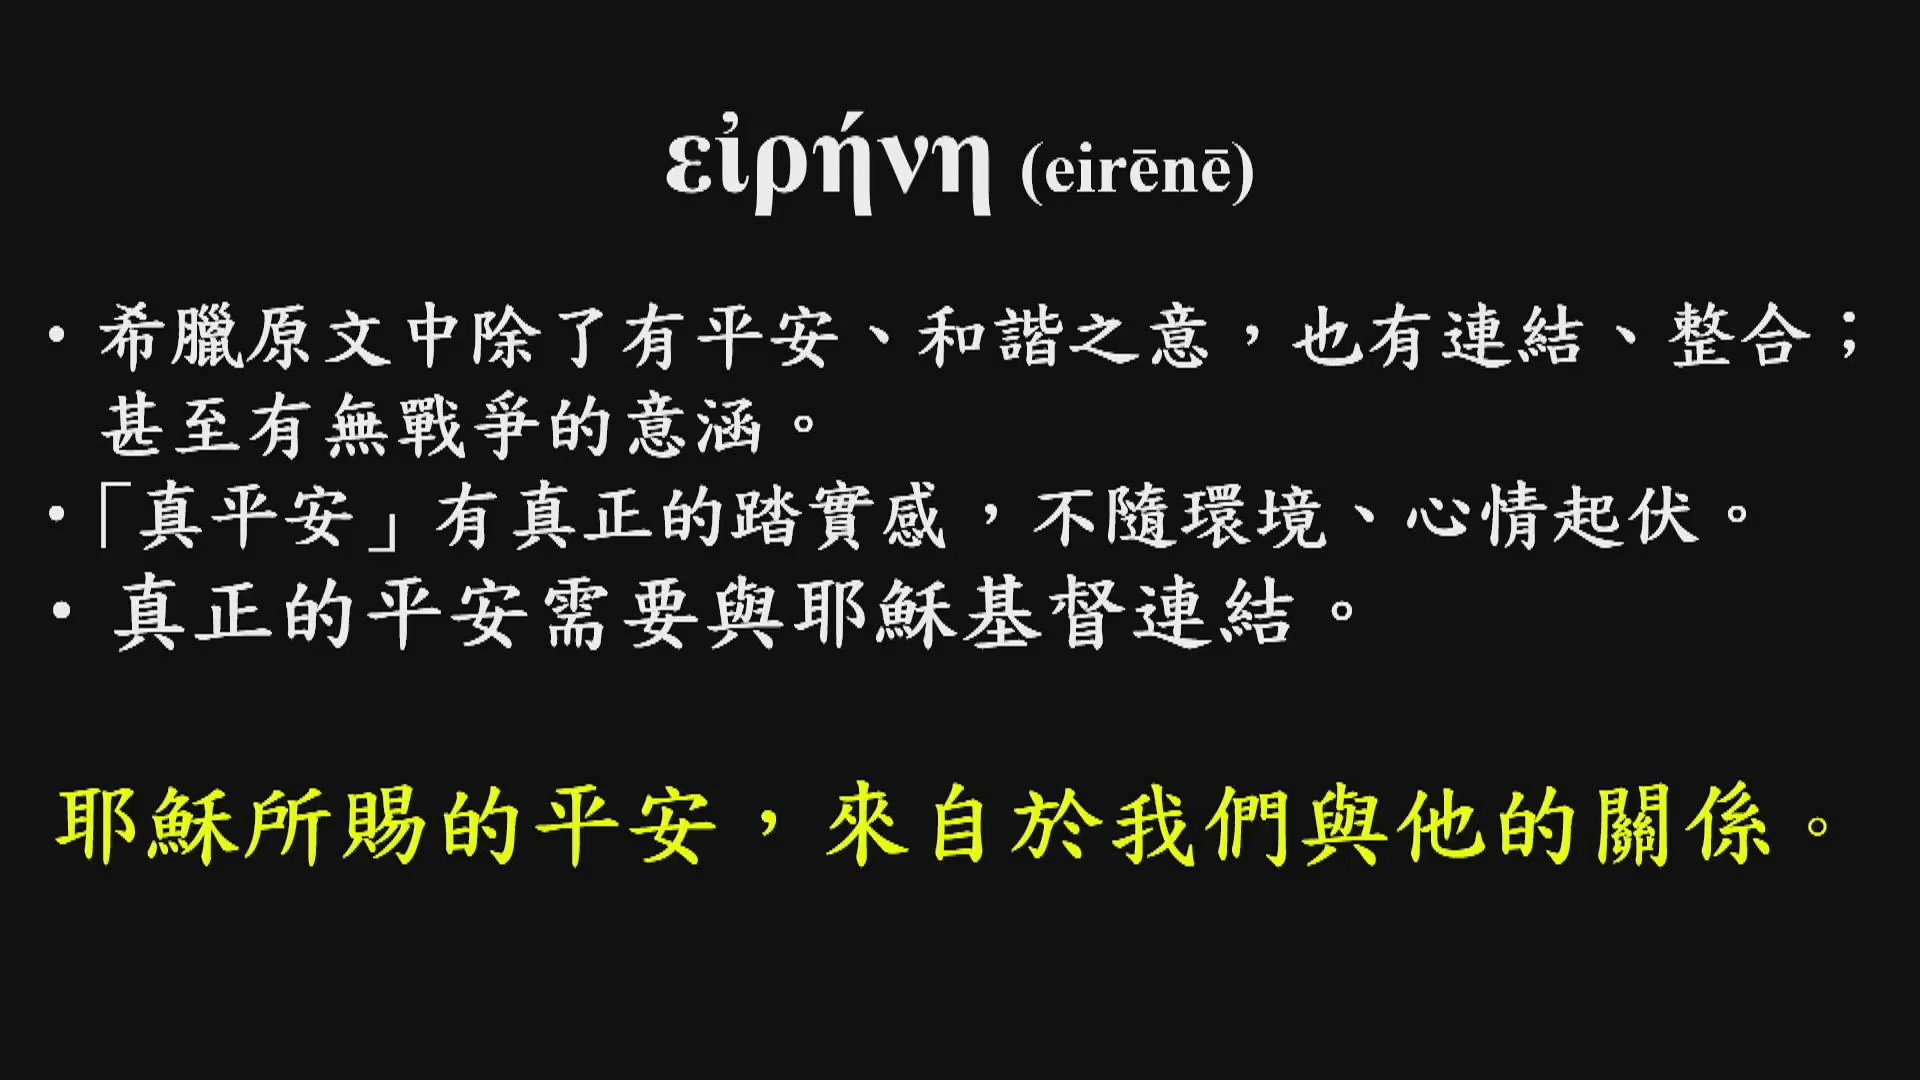 εἰρήνη (eirēnē)
• 希臘原文中除了有平安、和諧之意，也有連結、整合；
甚至有無戰爭的意涵。
•「真平安」有真正的踏實感，不隨環境、心情起伏。
• 真正的平安需要與耶穌基督連結。
耶穌所賜的平安，來自於我們與他的關係。